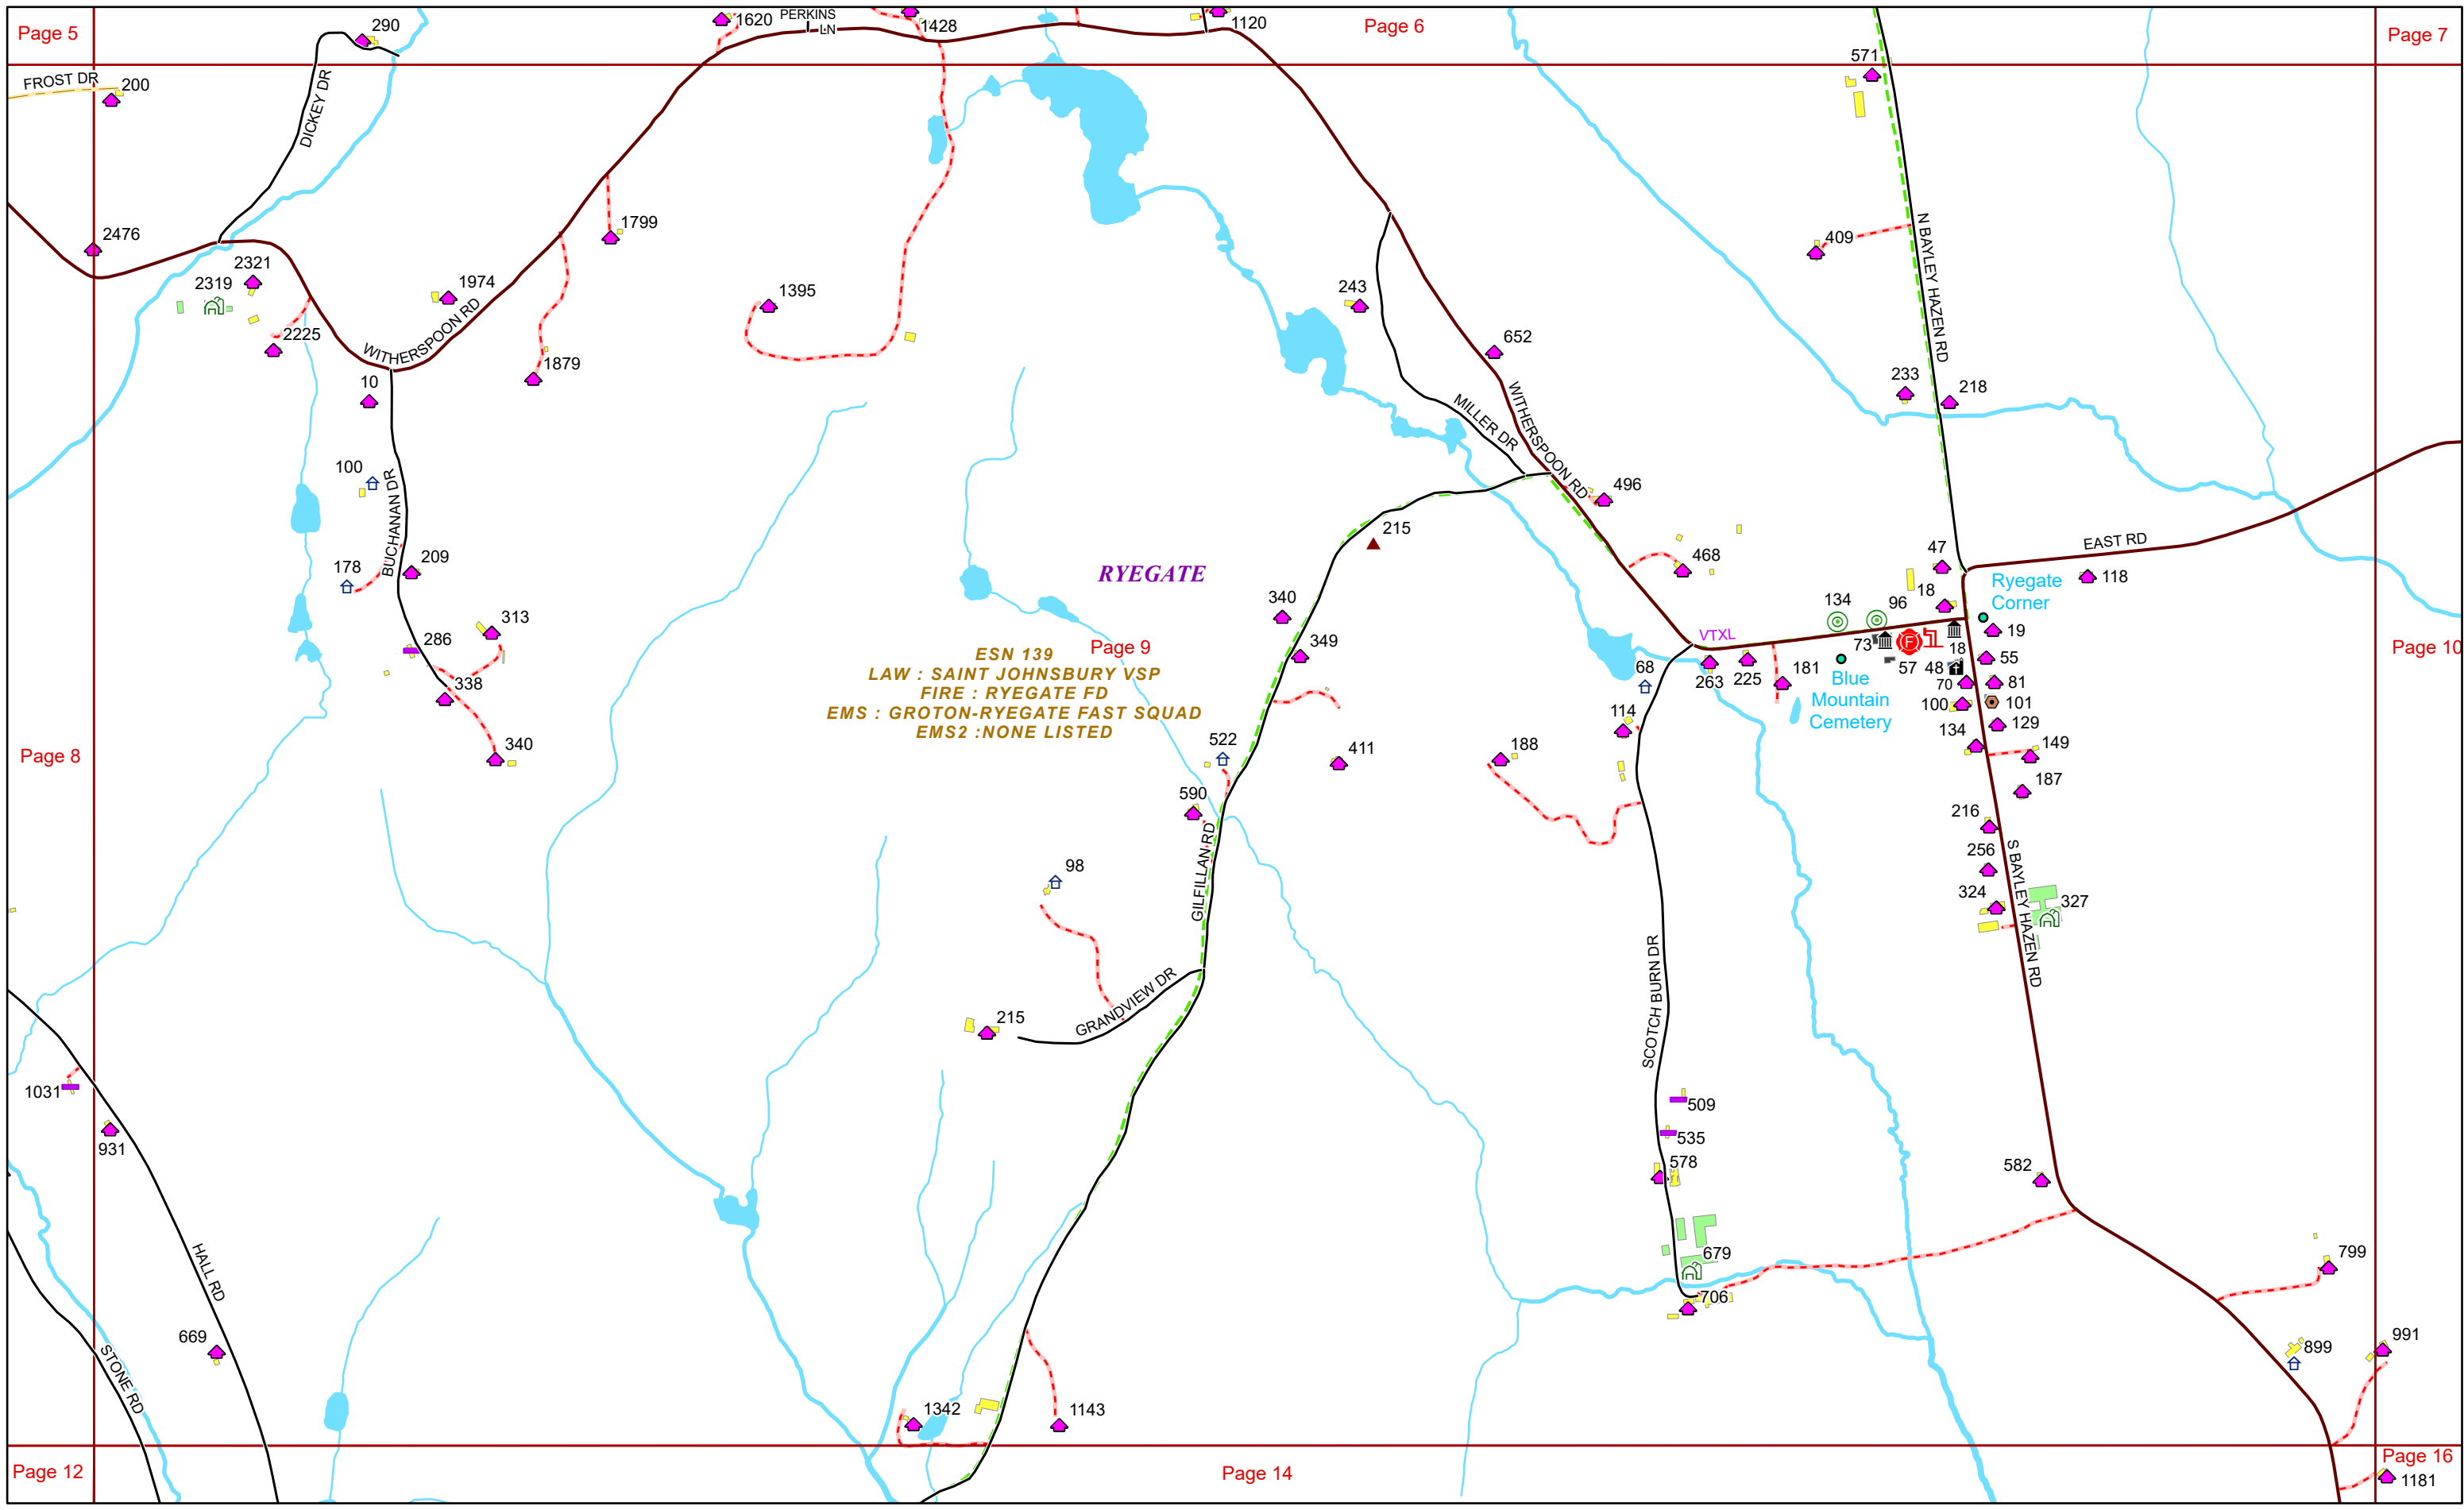 Page 5
290
1620
PERKINS
LN
1428
1120
Page 6
Page 7
FROST DR
200
DICKEY DR
571
2476
2321
2319
2225
1974
1799
WITHERSPOON RD
1879
1395
243
652
409
N BAYLEY HAZEN RD
10
233
218
MILLER DR
WITHERSPOON RD
100
BUCHANAN DR
496
215
178
209
RYEGATE
468
47
EAST RD
118
Ryegate
Corner
340
134
96
18
313
286
349
VTXL
73
18
19
Page 9
ESN 139
LAW : SAINT JOHNSBURY VSP
FIRE : RYEGATE FD
EMS : GROTON-RYEGATE FAST SQUAD
EMS2 :NONE LISTED
Page 10
338
68
263
225
181
57
48
55
Blue
Mountain
Cemetery
70
81
100
101
114
134
129
340
522
411
188
149
Page 8
187
590
216
GILFILLAN RD
256
98
324
327
S BAYLEY HAZEN RD
SCOTCH BURN DR
GRANDVIEW DR
215
1031
509
931
535
578
582
HALL RD
679
799
706
669
STONE RD
899
991
1342
1143
Page 12
Page 14
Page 16
1181